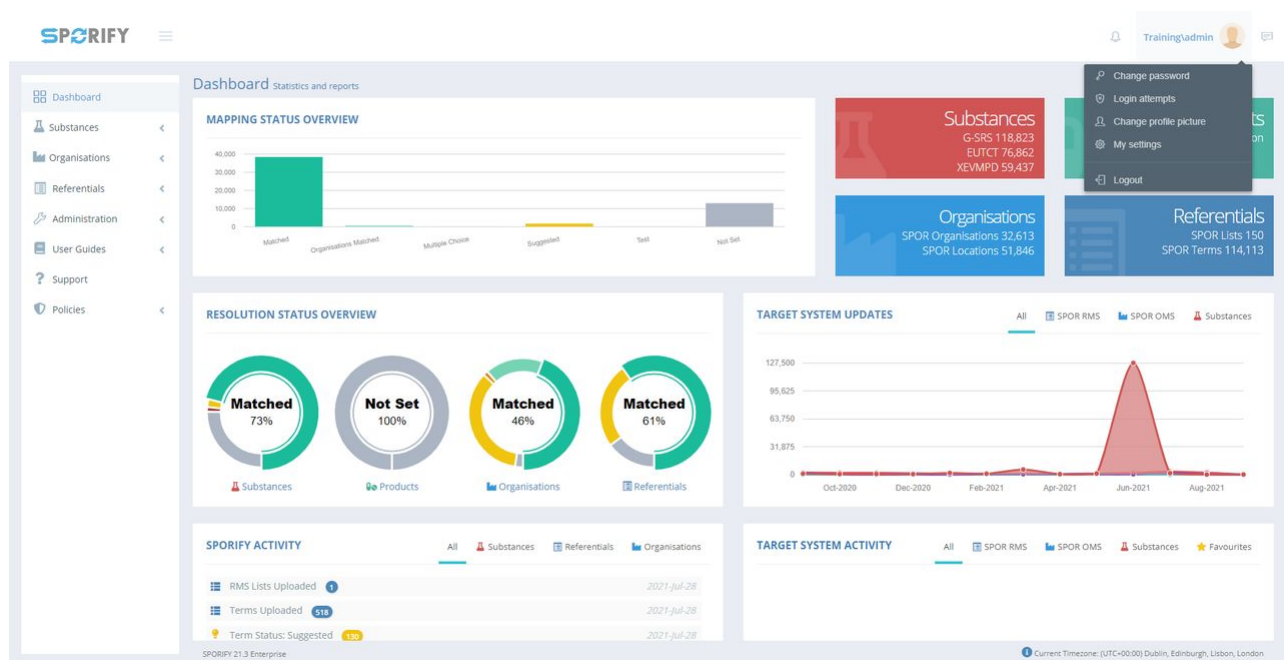 SPORIFY
Training\admin
Change password
Login attempts
Change profile picture
My settings
Logout
Dashboard
Substances
Organisations
Referentials
Administration
User Guides
Support
Policies
Dashboard Statistics and reports
MAPPING STATUS OVERVIEW
40,000
30,000
20,000
10,000
0
Matched
Organisations Matched
Multiple Choice
Suggested
Test
Not Set
Substances
G-SRS 118,823
EUTCT 76,862
XEVMPD 59,437
Organisations
SPOR Organisations 32,613
SPOR Locations 51,846
Referentials
SPOR Lists 150
SPOR Terms 114,113
RESOLUTION STATUS OVERVIEW
Matched
73%
Substances
Not Set
100%
Products
Matched
46%
Organisations
Matched
61%
Referentials
TARGET SYSTEM UPDATES
All
SPOR RMS
SPOR OMS
Substances
127,500
95,625
63,750
31,875
0
Oct-2020
Dec-2020
Feb-2021
Apr-2021
Jun-2021
Aug-2021
SPORIFY ACTIVITY
All
Substances
Referentials
Organisations
RMS Lists Uploaded 1 2021-Jul-28
Terms Uploaded 518 2021-Jul-28
Term Status: Suggested 130 2021-Jul-28
TARGET SYSTEM ACTIVITY
All
SPOR RMS
SPOR OMS
Substances
Favourites
SPORIFY 21.3 Enterprise
Current Timezone: (UTC+00:00) Dublin, Edinburgh, Lisbon, London